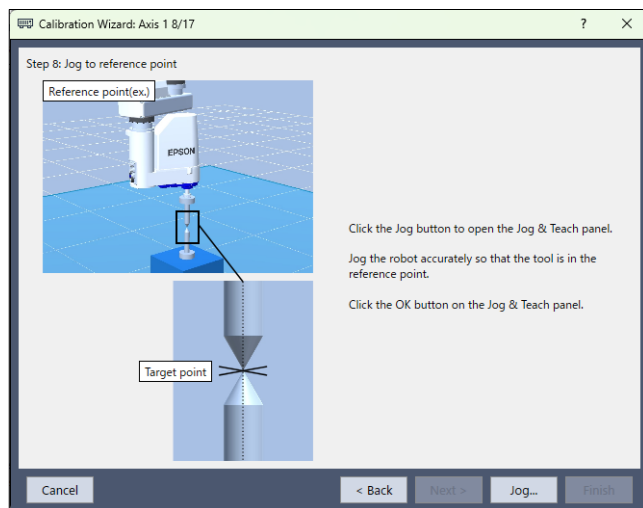 Calibration Wizard: Axis 1 8/17
Step 8: Jog to reference point
Reference point(ex.)
EPSON
Target point
Click the Jog button to open the Jog & Teach panel.
Jog the robot accurately so that the tool is in the
reference point.
Click the OK button on the Jog & Teach panel.
Cancel
< Back
Next >
Jog...
Finish